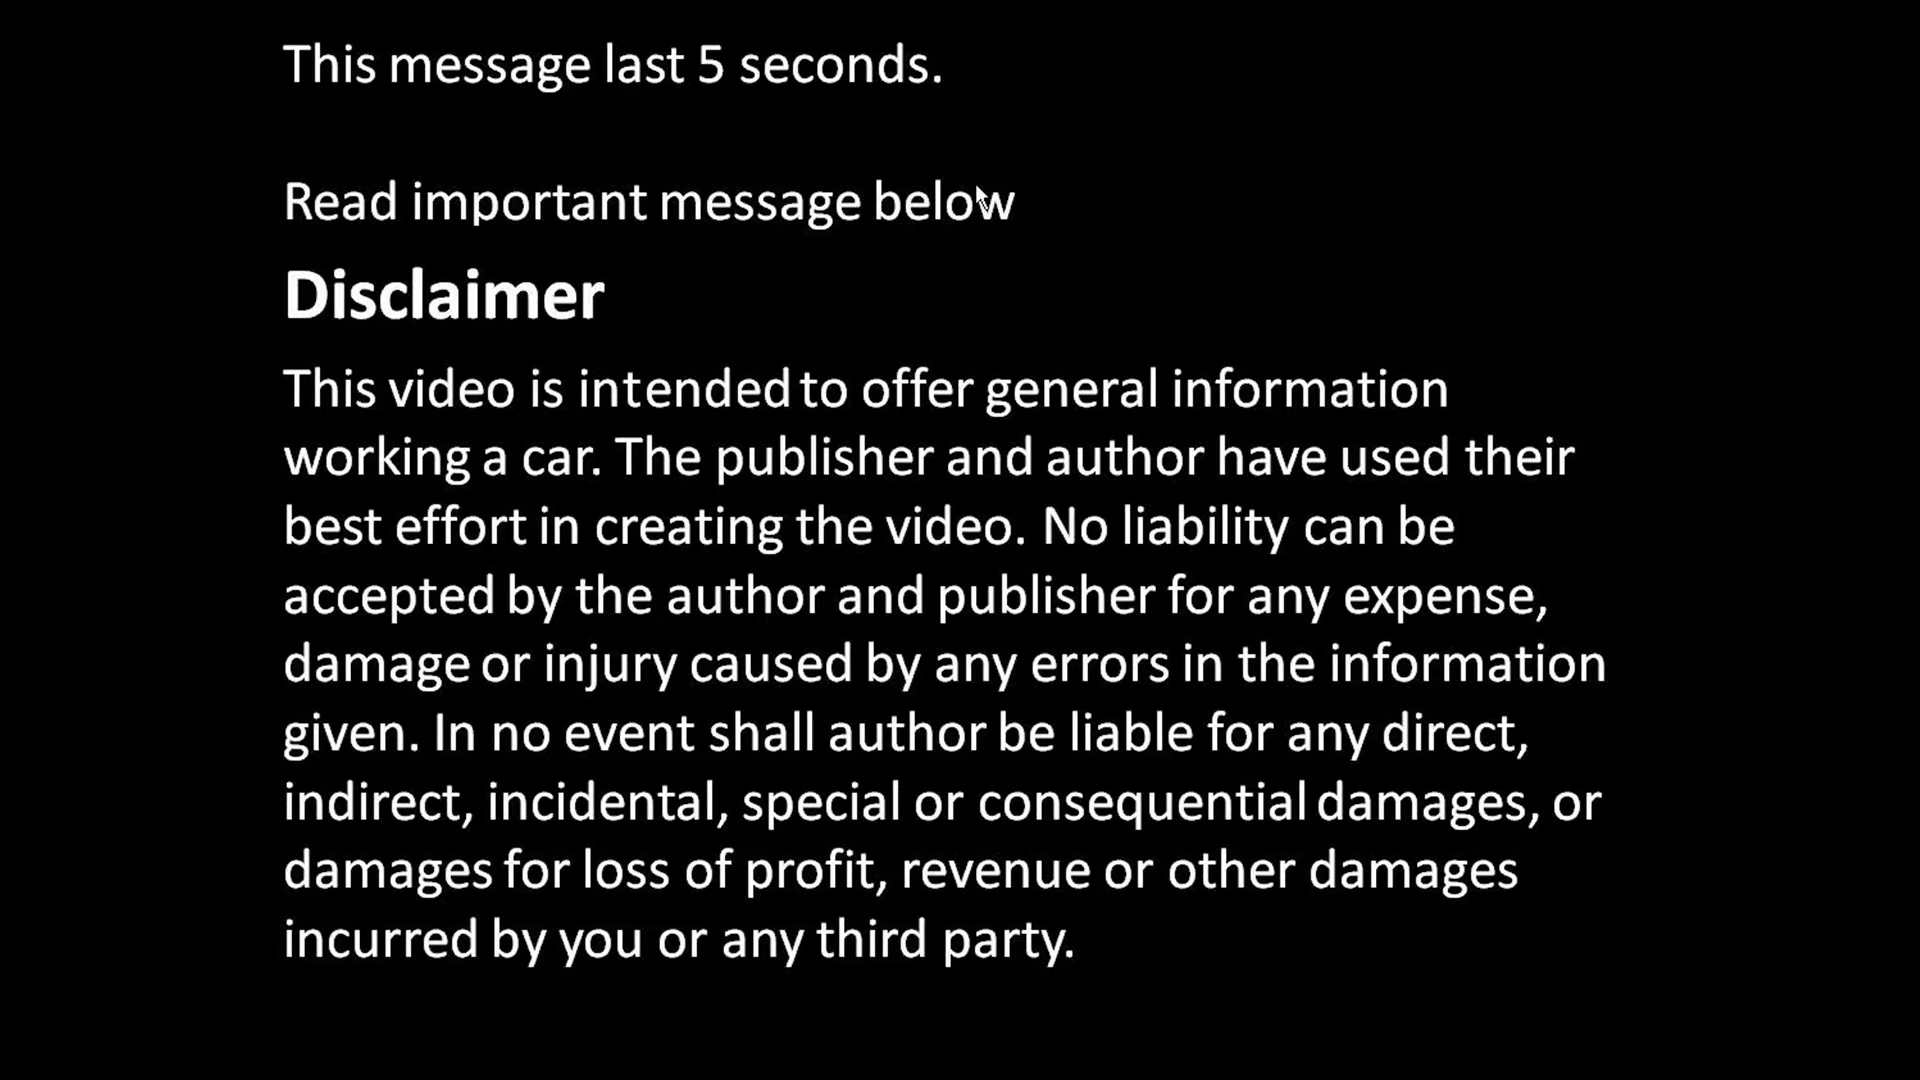 This message last 5 seconds.
Read important message below
Disclaimer
This video is intended to offer general information
working a car. The publisher and author have used their
best effort in creating the video. No liability can be
accepted by the author and publisher for any expense,
damage or injury caused by any errors in the information
given. In no event shall author be liable for any direct,
indirect, incidental, special or consequential damages, or
damages for loss of profit, revenue or other damages
incurred by you or any third party.